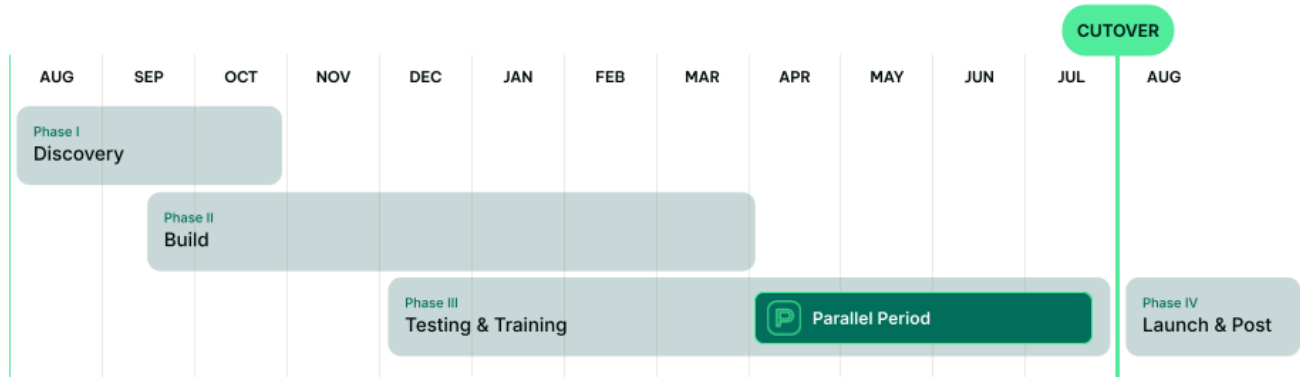 CUTOVER
AUG SEP OCT NOV DEC JAN FEB MAR APR MAY JUN JUL AUG
Phase I
Discovery
Phase II
Build
Phase III
Testing & Training
P Parallel Period
Phase IV
Launch & Post